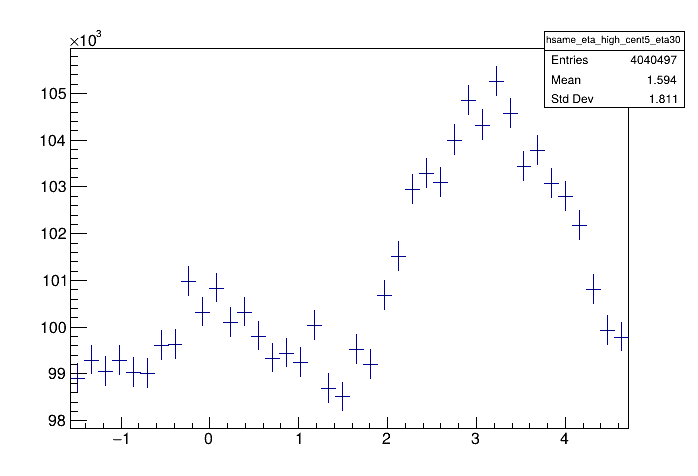 ×10³
hsame_eta_high_cent5_eta30
Entries 4040497
Mean 1.594
Std Dev 1.811
105
104
103
102
101
100
99
98
−1 0 1 2 3 4